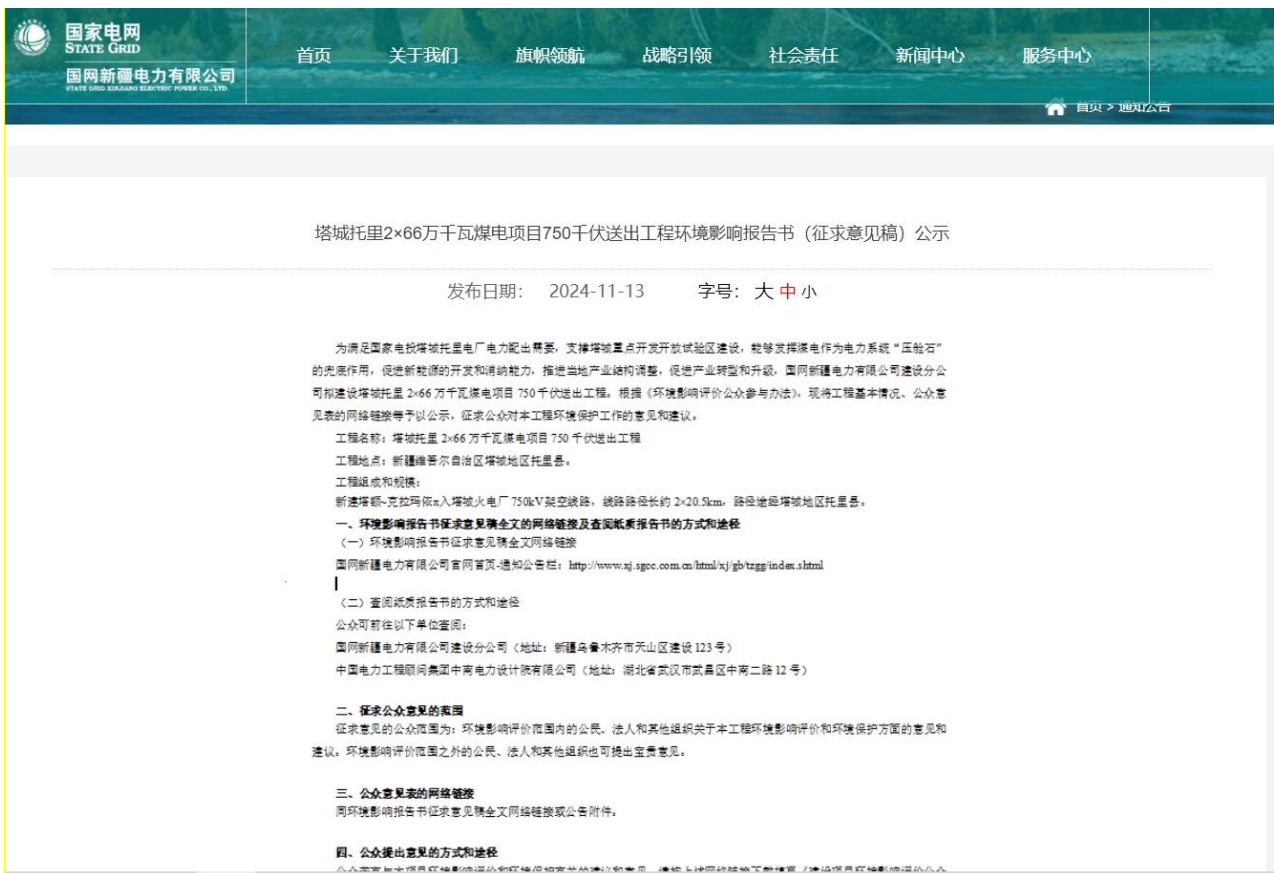 国家电网
STATE GRID
国网新疆电力有限公司
STATE GRID XINJIANG ELECTRIC POWER CO., LTD.
首页 关于我们 旗帜领航 战略引领 社会责任 新闻中心 服务中心
首页 > 通知公告
塔城托里2×66万千瓦煤电项目750千伏送出工程环境影响报告书（征求意见稿）公示
发布日期： 2024-11-13 字号： 大 中 小
为满足国家电投塔城托里电厂电力配出需要，支撑塔城重点开发开放试验区建设，能够发挥煤电作为电力系统“压舱石”
的兜底作用，促进新能源的开发和消纳能力，推进当地产业结构调整，促进产业转型和升级，国网新疆电力有限公司建设分公
司拟建设塔城托里 2×66 万千瓦煤电项目 750 千伏送出工程。根据《环境影响评价公众参与办法》，现将工程基本情况、公众意
见表的网络链接等予以公示，征求公众对本工程环境保护工作的意见和建议。
工程名称：塔城托里 2×66 万千瓦煤电项目 750 千伏送出工程
工程地点：新疆维吾尔自治区塔城地区托里县。
工程组成和规模：
新建塔额~克拉玛依π入塔城火电厂 750kV 架空线路，线路路径长约 2×20.5km，路径途经塔城地区托里县。
一、环境影响报告书征求意见稿全文的网络链接及查阅纸质报告书的方式和途径
（一）环境影响报告书征求意见稿全文网络链接
国网新疆电力有限公司官网首页-通知公告栏：http://www.xj.sgcc.com.cn/html/xj/gb/tzgg/index.shtml
（二）查阅纸质报告书的方式和途径
公众可前往以下单位查阅：
国网新疆电力有限公司建设分公司（地址：新疆乌鲁木齐市天山区建设 123 号）
中国电力工程顾问集团中南电力设计院有限公司（地址：湖北省武汉市武昌区中南二路 12 号）
二、征求公众意见的范围
征求意见的公众范围为：环境影响评价范围内的公民、法人和其他组织关于本工程环境影响评价和环境保护方面的意见和
建议。环境影响评价范围之外的公民、法人和其他组织也可提出宝贵意见。
三、公众意见表的网络链接
同环境影响报告书征求意见稿全文网络链接或公告附件。
四、公众提出意见的方式和途径